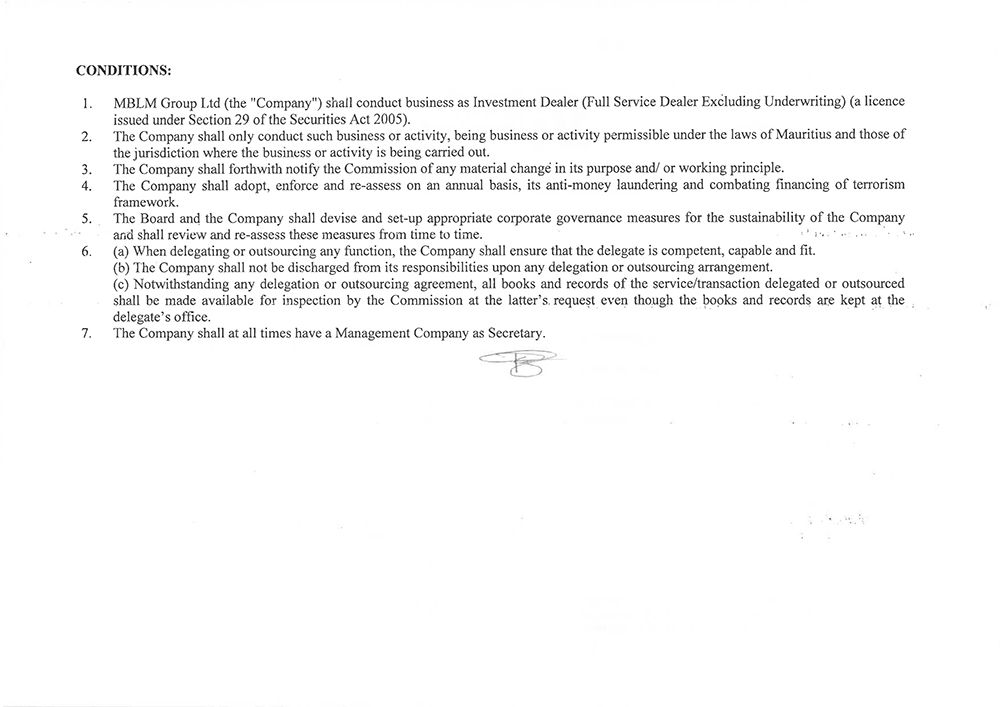 CONDITIONS:
1. MBLM Group Ltd (the "Company") shall conduct business as Investment Dealer (Full Service Dealer Excluding Underwriting) (a licence
issued under Section 29 of the Securities Act 2005).
2. The Company shall only conduct such business or activity, being business or activity permissible under the laws of Mauritius and those of
the jurisdiction where the business or activity is being carried out.
3. The Company shall forthwith notify the Commission of any material change in its purpose and/ or working principle.
4. The Company shall adopt, enforce and re-assess on an annual basis, its anti-money laundering and combating financing of terrorism
framework.
5. The Board and the Company shall devise and set-up appropriate corporate governance measures for the sustainability of the Company
and shall review and re-assess these measures from time to time.
6. (a) When delegating or outsourcing any function, the Company shall ensure that the delegate is competent, capable and fit.
(b) The Company shall not be discharged from its responsibilities upon any delegation or outsourcing arrangement.
(c) Notwithstanding any delegation or outsourcing agreement, all books and records of the service/transaction delegated or outsourced
shall be made available for inspection by the Commission at the latter's request even though the books and records are kept at the
delegate's office.
7. The Company shall at all times have a Management Company as Secretary.